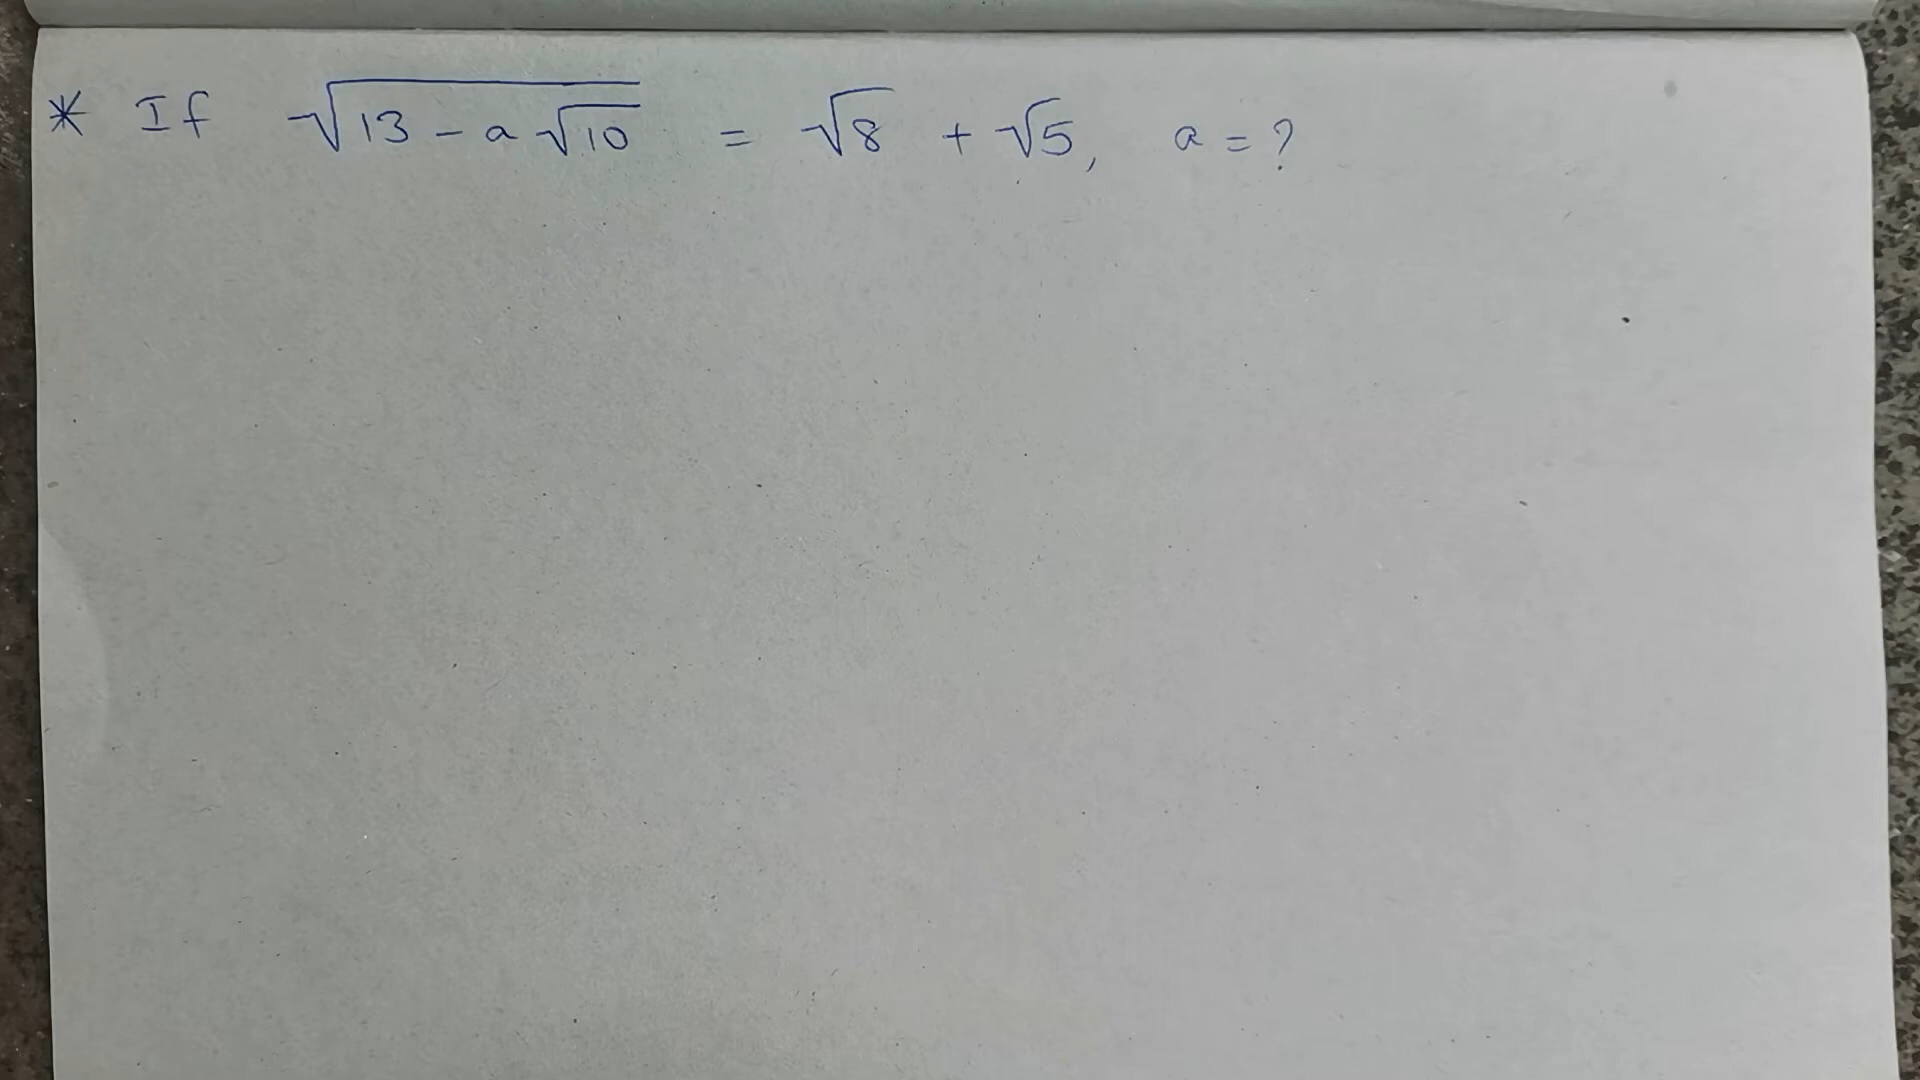 * If √(13 - a√10) = √8 + √5, a = ?